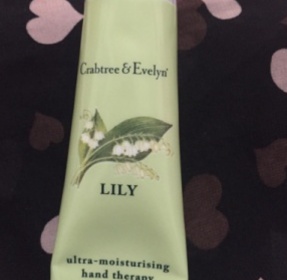 Crabtree & Evelyn®
LILY
ultra-moisturising
hand therapy